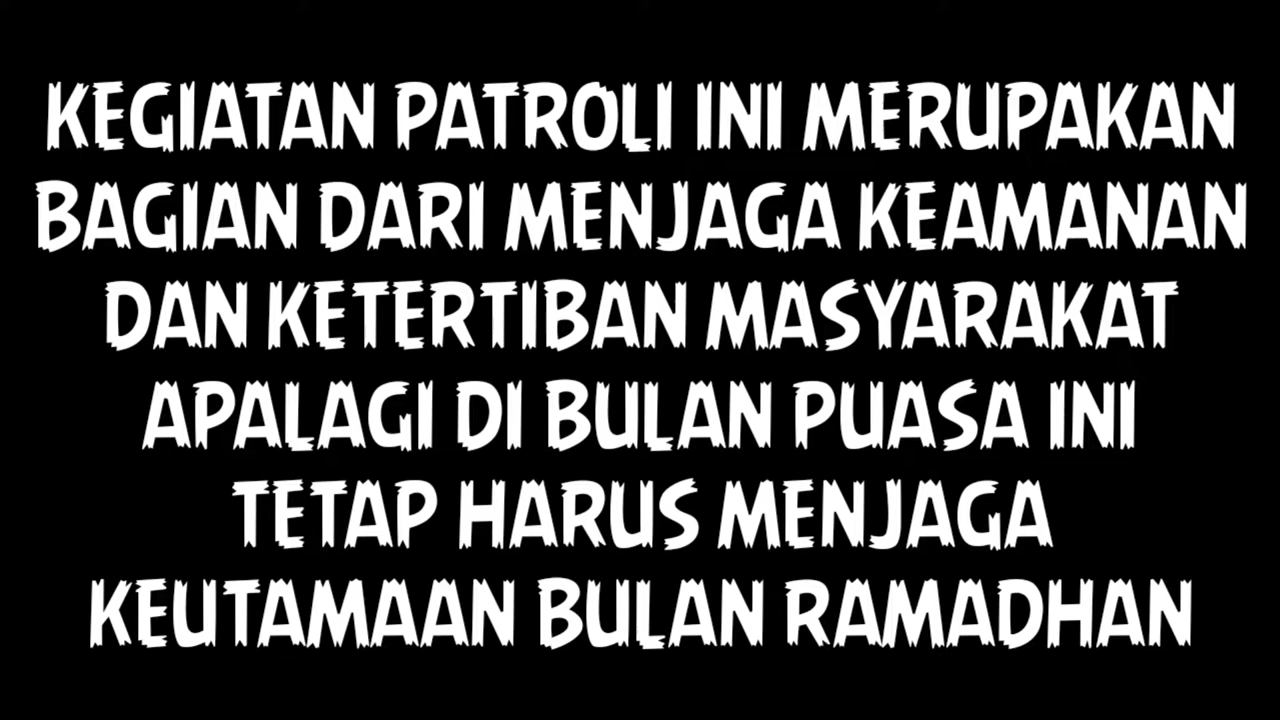 KEGIATAN PATROLI INI MERUPAKAN
BAGIAN DARI MENJAGA KEAMANAN
DAN KETERTIBAN MASYARAKAT
APALAGI DI BULAN PUASA INI
TETAP HARUS MENJAGA
KEUTAMAAN BULAN RAMADHAN